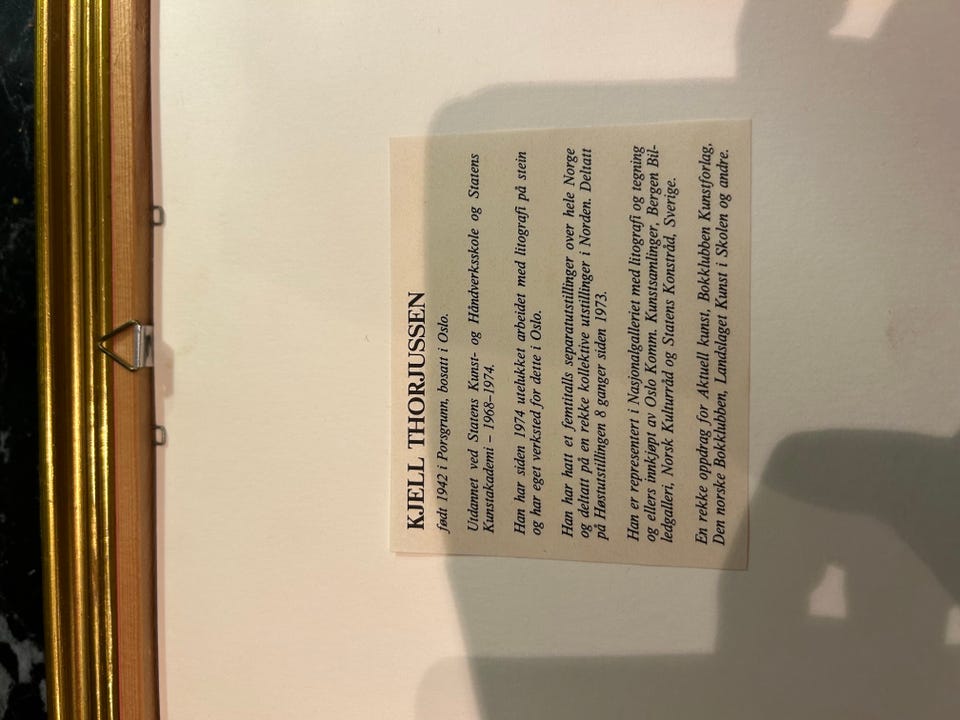 KJELL THORJUSSEN
født 1942 i Porsgrunn, bosatt i Oslo.
Utdannet ved Statens Kunst- og Håndverksskole og Statens
Kunstakademi – 1968–1974.
Han har siden 1974 utelukket arbeidet med litografi på stein
og har eget verksted for dette i Oslo.
Han har hatt et femtitalls separatutstillinger over hele Norge
og deltatt på en rekke kollektive utstillinger i Norden. Deltatt
på Høstutstillingen 8 ganger siden 1973.
Han er representert i Nasjonalgalleriet med litografi og tegning
og ellers innkjøpt av Oslo Komm. Kunstsamlinger, Bergen Bil-
ledgalleri, Norsk Kulturråd og Statens Konstråd, Sverige.
En rekke oppdrag for Aktuell kunst, Bokklubben Kunstforlag,
Den norske Bokklubben, Landslaget Kunst i Skolen og andre.